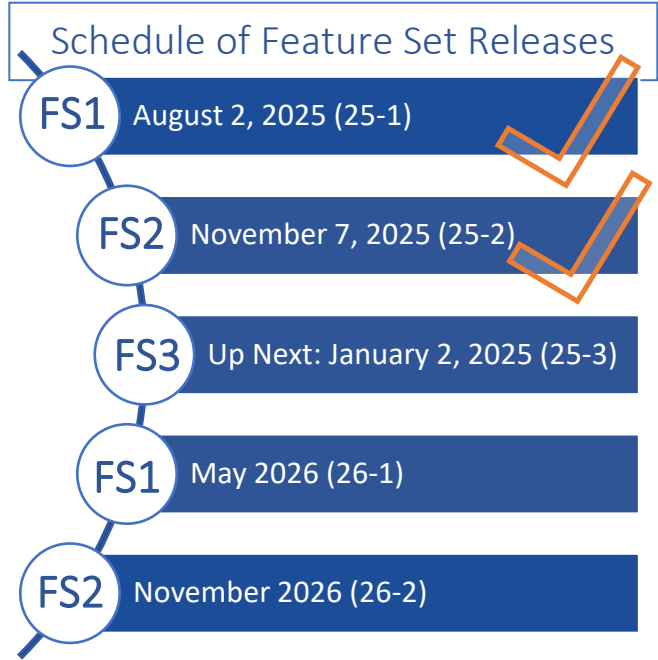 Schedule of Feature Set Releases
FS1 August 2, 2025 (25-1)
FS2 November 7, 2025 (25-2)
FS3 Up Next: January 2, 2025 (25-3)
FS1 May 2026 (26-1)
FS2 November 2026 (26-2)